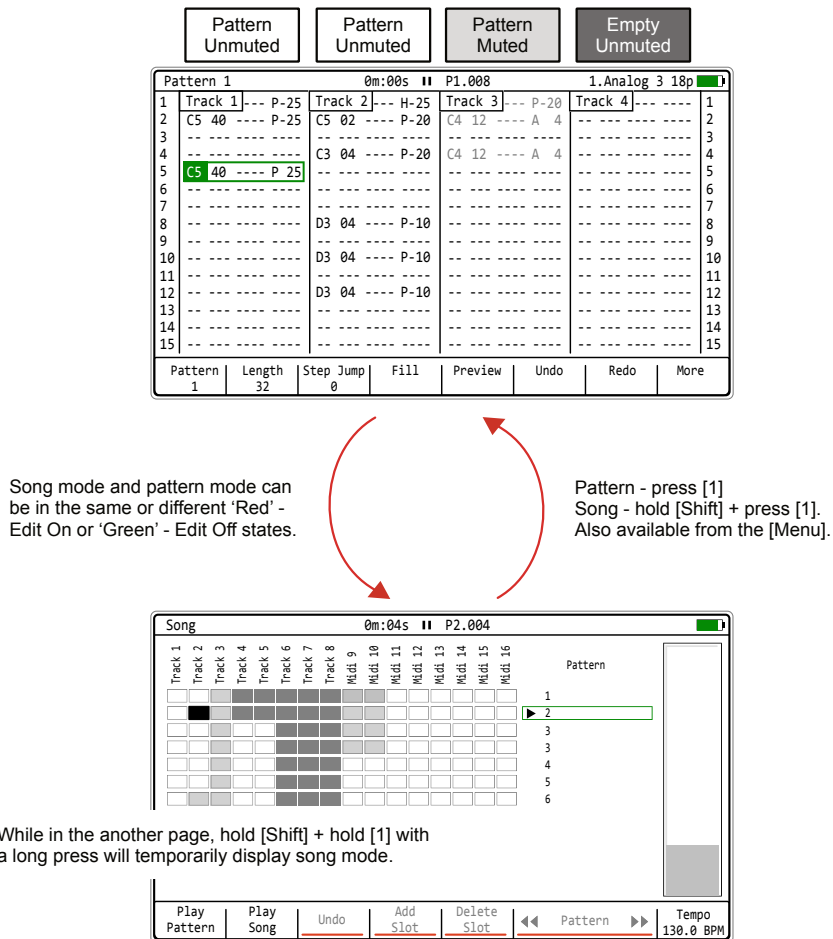 Pattern
Unmuted
Pattern
Unmuted
Pattern
Muted
Empty
Unmuted
Pattern 1 0m:00s II P1.008 1.Analog 3 18p
1 Track 1 --- P-25 Track 2 --- H-25 Track 3 --- P-20 Track 4 --- ---- 1
2 C5 40 ---- P-25 C5 02 ---- P-20 C4 12 ---- A 4 -- --- ---- ---- 2
3 -- --- ---- ---- -- --- ---- ---- -- --- ---- ---- -- --- ---- ---- 3
4 -- --- ---- ---- C3 04 ---- P-20 C4 12 ---- A 4 -- --- ---- ---- 4
5 C5 40 ---- P 25 -- --- ---- ---- -- --- ---- ---- -- --- ---- ---- 5
6 -- --- ---- ---- -- --- ---- ---- -- --- ---- ---- -- --- ---- ---- 6
7 -- --- ---- ---- -- --- ---- ---- -- --- ---- ---- -- --- ---- ---- 7
8 -- --- ---- ---- D3 04 ---- P-10 -- --- ---- ---- -- --- ---- ---- 8
9 -- --- ---- ---- -- --- ---- ---- -- --- ---- ---- -- --- ---- ---- 9
10 -- --- ---- ---- D3 04 ---- P-10 -- --- ---- ---- -- --- ---- ---- 10
11 -- --- ---- ---- -- --- ---- ---- -- --- ---- ---- -- --- ---- ---- 11
12 -- --- ---- ---- D3 04 ---- P-10 -- --- ---- ---- -- --- ---- ---- 12
13 -- --- ---- ---- -- --- ---- ---- -- --- ---- ---- -- --- ---- ---- 13
14 -- --- ---- ---- -- --- ---- ---- -- --- ---- ---- -- --- ---- ---- 14
15 -- --- ---- ---- -- --- ---- ---- -- --- ---- ---- -- --- ---- ---- 15
Pattern Length Step Jump Fill Preview Undo Redo More
1 32 0
Song mode and pattern mode can
be in the same or different ‘Red’ -
Edit On or ‘Green’ - Edit Off states.
Pattern - press [1]
Song - hold [Shift] + press [1].
Also available from the [Menu].
Song 0m:04s II P2.004
Track 1 Track 2 Track 3 Track 4 Track 5 Track 6 Track 7 Track 8 Midi 9 Midi 10 Midi 11 Midi 12 Midi 13 Midi 14 Midi 15 Midi 16 Pattern
1
2
3
3
4
5
6
While in the another page, hold [Shift] + hold [1] with
a long press will temporarily display song mode.
Play Play Undo Add Delete Pattern Tempo
Pattern Song Slot Slot 130.0 BPM